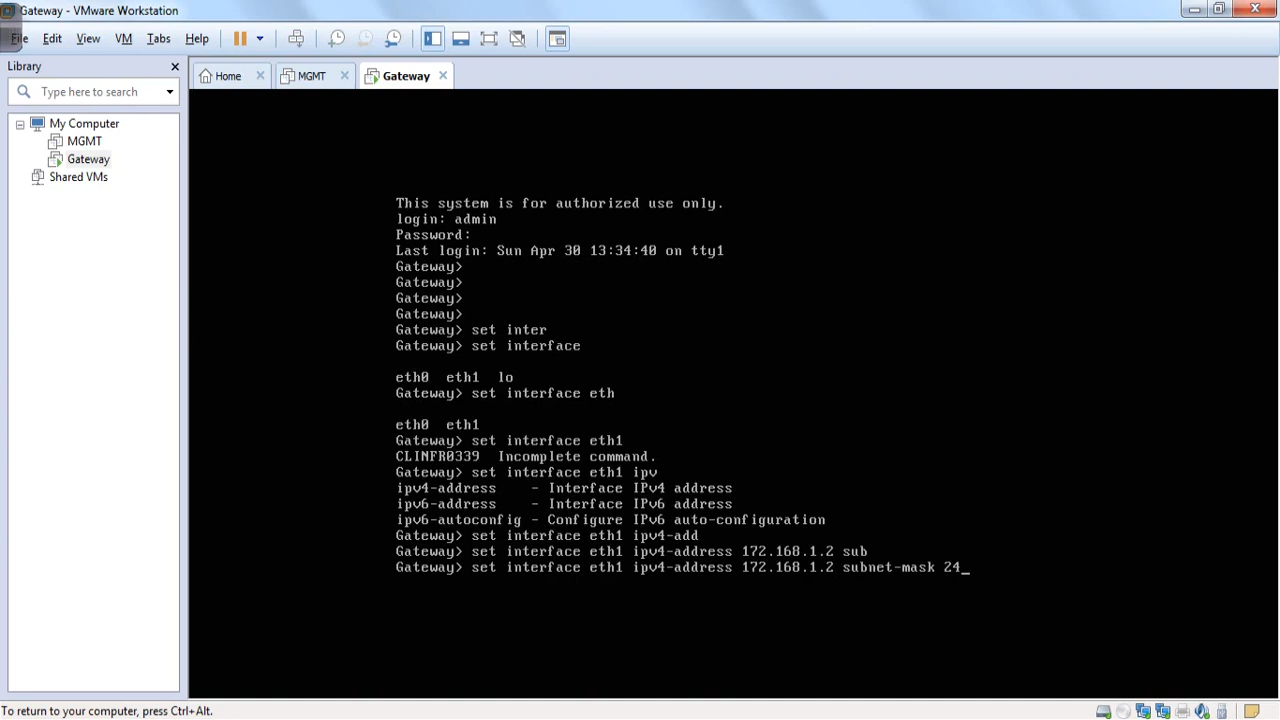 Gateway - VMware Workstation
File Edit View VM Tabs Help
Library
Type here to search
My Computer
MGMT
Gateway
Shared VMs
Home MGMT Gateway
This system is for authorized use only.
login: admin
Password:
Last login: Sun Apr 30 13:34:40 on tty1
Gateway>
Gateway>
Gateway>
Gateway>
Gateway> set inter
Gateway> set interface
eth0 eth1 lo
Gateway> set interface eth
eth0 eth1
Gateway> set interface eth1
CLINFR0339 Incomplete command.
Gateway> set interface eth1 ipv
ipv4-address - Interface IPv4 address
ipv6-address - Interface IPv6 address
ipv6-autoconfig - Configure IPv6 auto-configuration
Gateway> set interface eth1 ipv4-add
Gateway> set interface eth1 ipv4-address 172.168.1.2 sub
Gateway> set interface eth1 ipv4-address 172.168.1.2 subnet-mask 24_
To return to your computer, press Ctrl+Alt.